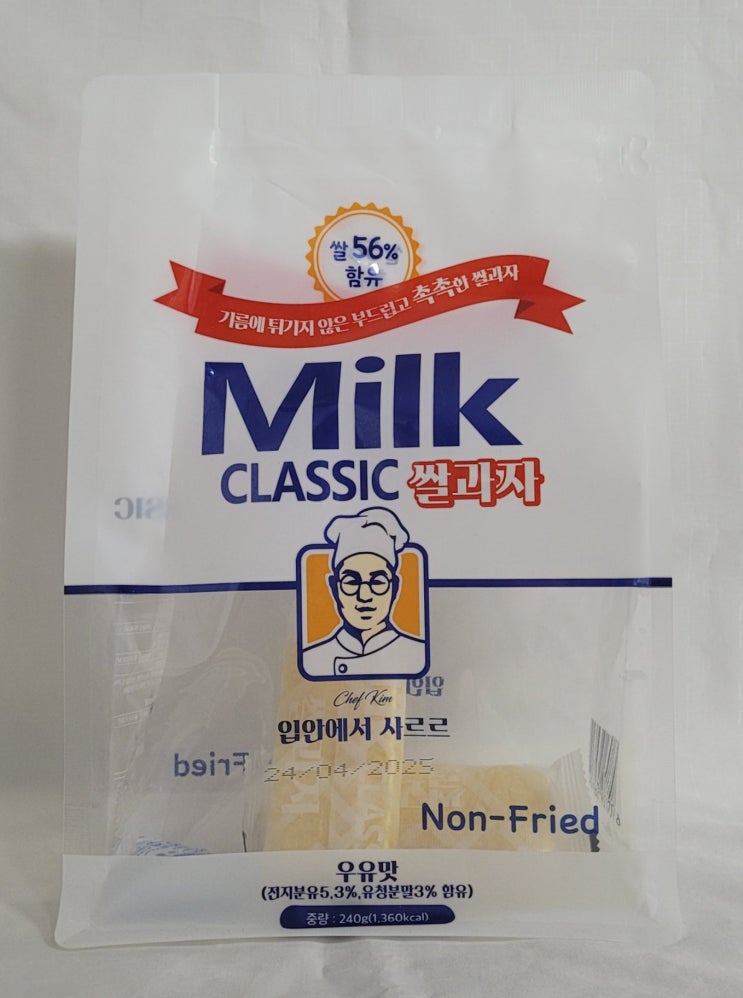 쌀 56%
함유
기름에 튀기지 않은 부드럽고 촉촉한 쌀과자
Milk
CLASSIC 쌀과자
Chef Kim
입안에서 사르르
24/04/2025
Non-Fried
우유맛
(전지분유5.3%,유청분말3% 함유)
중량 : 240g(1,360kcal)